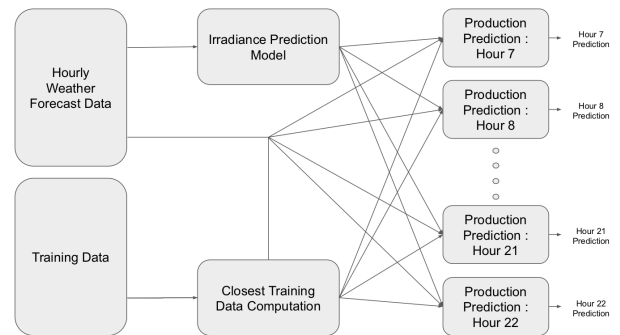 Hourly
Weather
Forecast Data
Irradiance Prediction
Model
Production
Prediction :
Hour 7
Hour 7
Prediction
Production
Prediction :
Hour 8
Hour 8
Prediction
Training Data
Closest Training
Data Computation
Production
Prediction :
Hour 21
Hour 21
Prediction
Production
Prediction :
Hour 22
Hour 22
Prediction